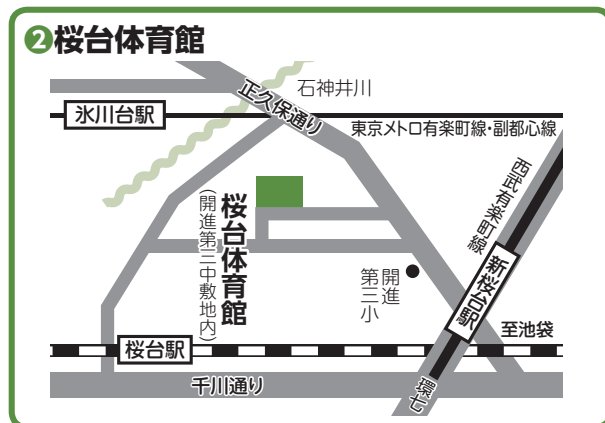 ❷桜台体育館
石神井川
正久保通り
氷川台駅
東京メトロ有楽町線・副都心線
西武有楽町線
桜台体育館
(開進第三中敷地内)
開進
第三小
新桜台駅
至池袋
桜台駅
千川通り
環七